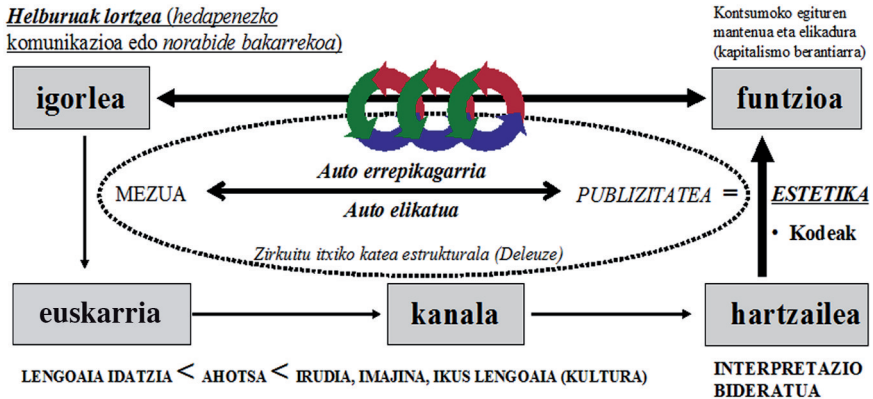 Helburuak lortzea (hedapenezko
komunikazioa edo norabide bakarrekoa)
Kontsumoko egituren
mantenua eta elikadura
(kapitalismo berantiarra)
igorlea
funtzioa
MEZUA
Auto errepikagarria
Auto elikatua
PUBLIZITATEA =
ESTETIKA
• Kodeak
Zirkuitu itxiko katea estrukturala (Deleuze)
euskarria
kanala
hartzailea
LENGOAIA IDATZIA < AHOTSA < IRUDIA, IMAJINA, IKUS LENGOAIA (KULTURA)
INTERPRETAZIO
BIDERATUA